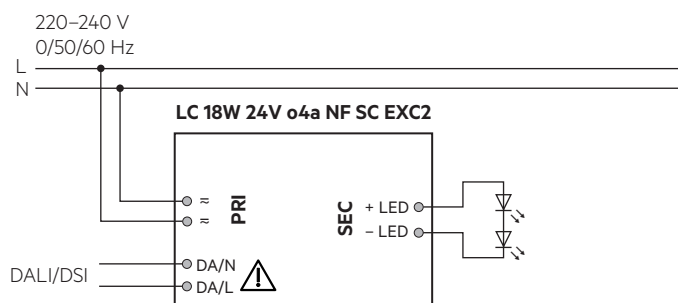 220–240 V
0/50/60 Hz
L
N
LC 18W 24V o4a NF SC EXC2
≂
≂
PRI
SEC
+ LED
– LED
DALI/DSI
DA/N
DA/L